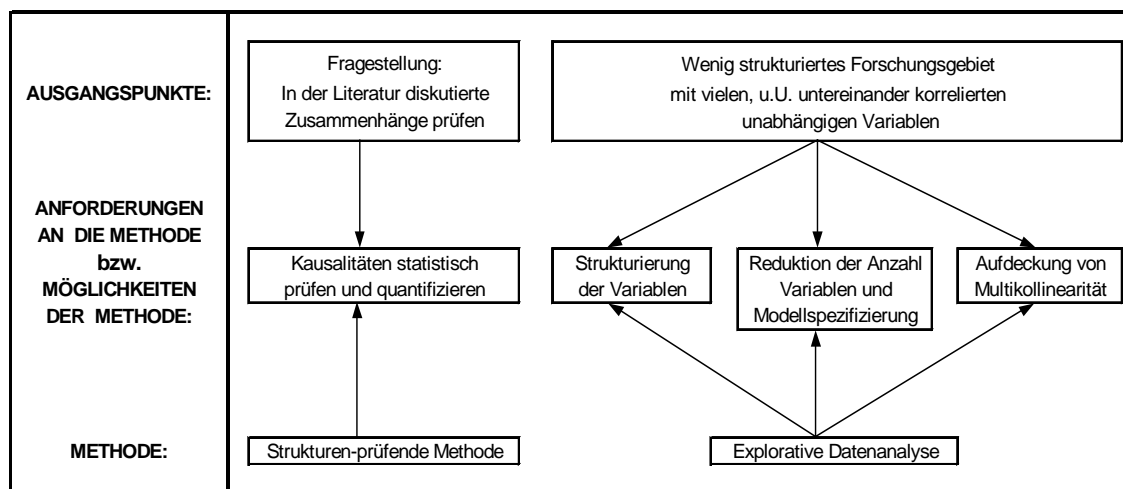 AUSGANGSPUNKTE:
Fragestellung:
In der Literatur diskutierte
Zusammenhänge prüfen
Wenig strukturiertes Forschungsgebiet
mit vielen, u.U. untereinander korrelierten
unabhängigen Variablen
ANFORDERUNGEN
AN DIE METHODE
bzw.
MÖGLICHKEITEN
DER METHODE:
Kausalitäten statistisch
prüfen und quantifizieren
Strukturierung
der Variablen
Reduktion der Anzahl
Variablen und
Modellspezifizierung
Aufdeckung von
Multikollinearität
METHODE:
Strukturen-prüfende Methode
Explorative Datenanalyse